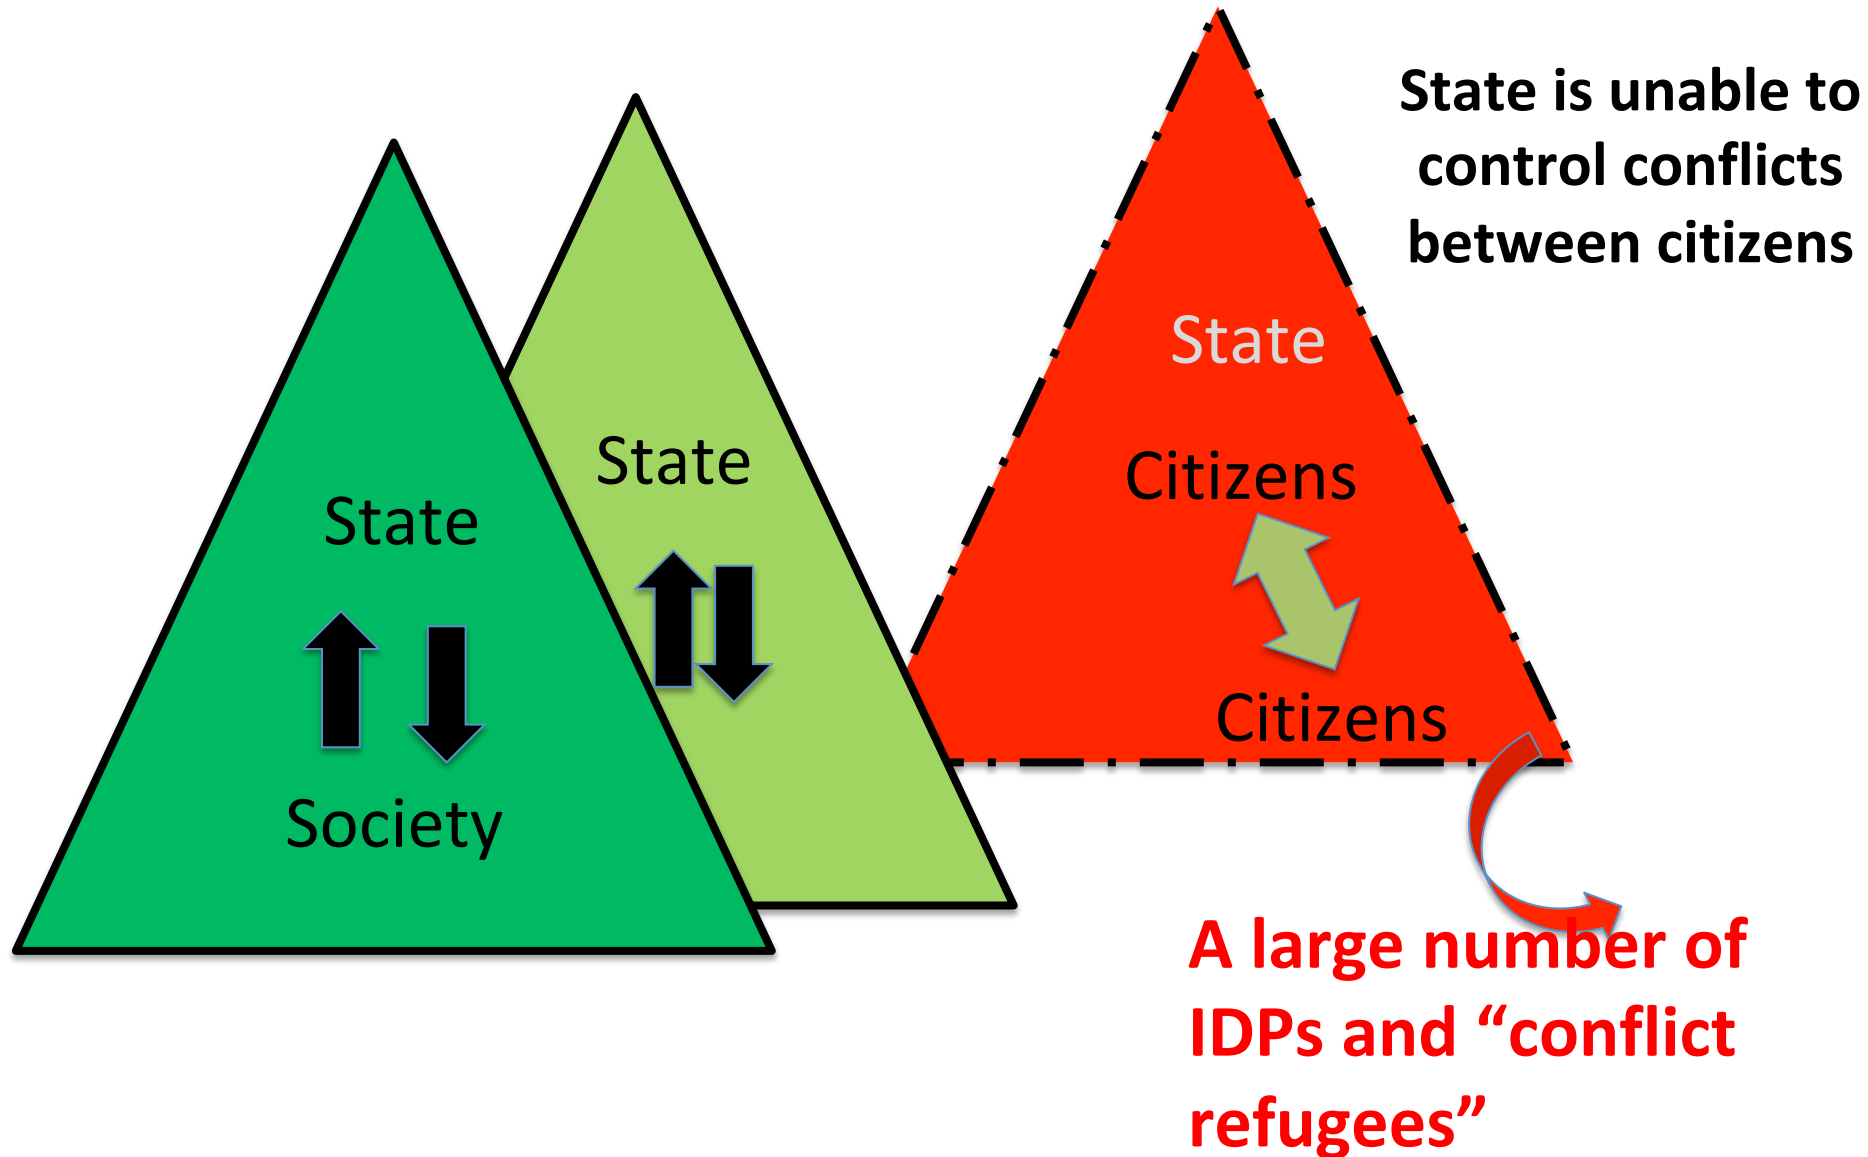 State
Society
State
State
Citizens
Citizens
State is unable to
control conflicts
between citizens
A large number of
IDPs and “conflict
refugees”